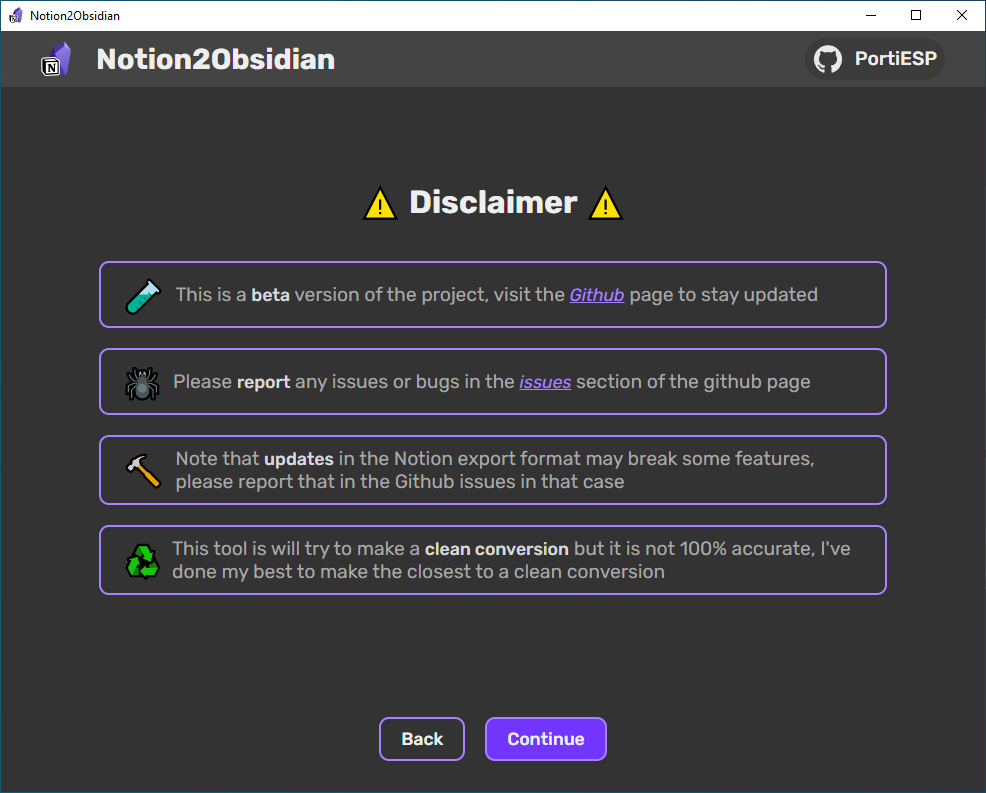 Notion2Obsidian
Notion2Obsidian
PortiESP
Disclaimer
This is a beta version of the project, visit the Github page to stay updated
Please report any issues or bugs in the issues section of the github page
Note that updates in the Notion export format may break some features,
please report that in the Github issues in that case
This tool is will try to make a clean conversion but it is not 100% accurate, I've
done my best to make the closest to a clean conversion
Back
Continue